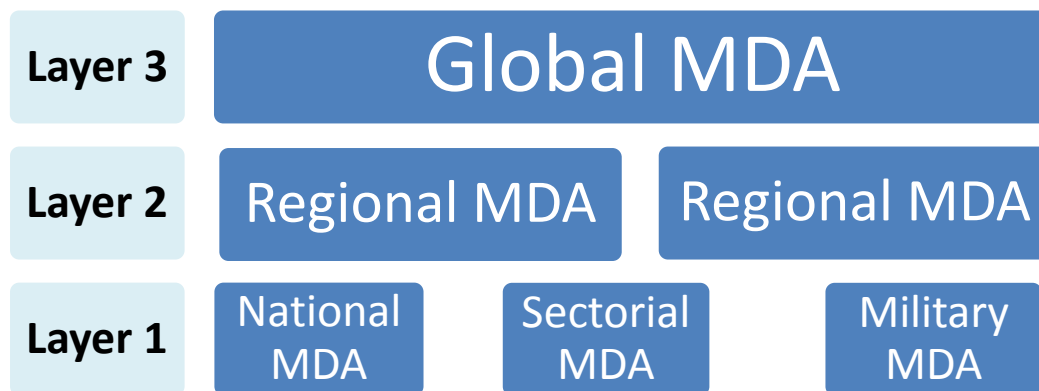 Layer 3
Global MDA
Layer 2
Regional MDA
Regional MDA
Layer 1
National
MDA
Sectorial
MDA
Military
MDA